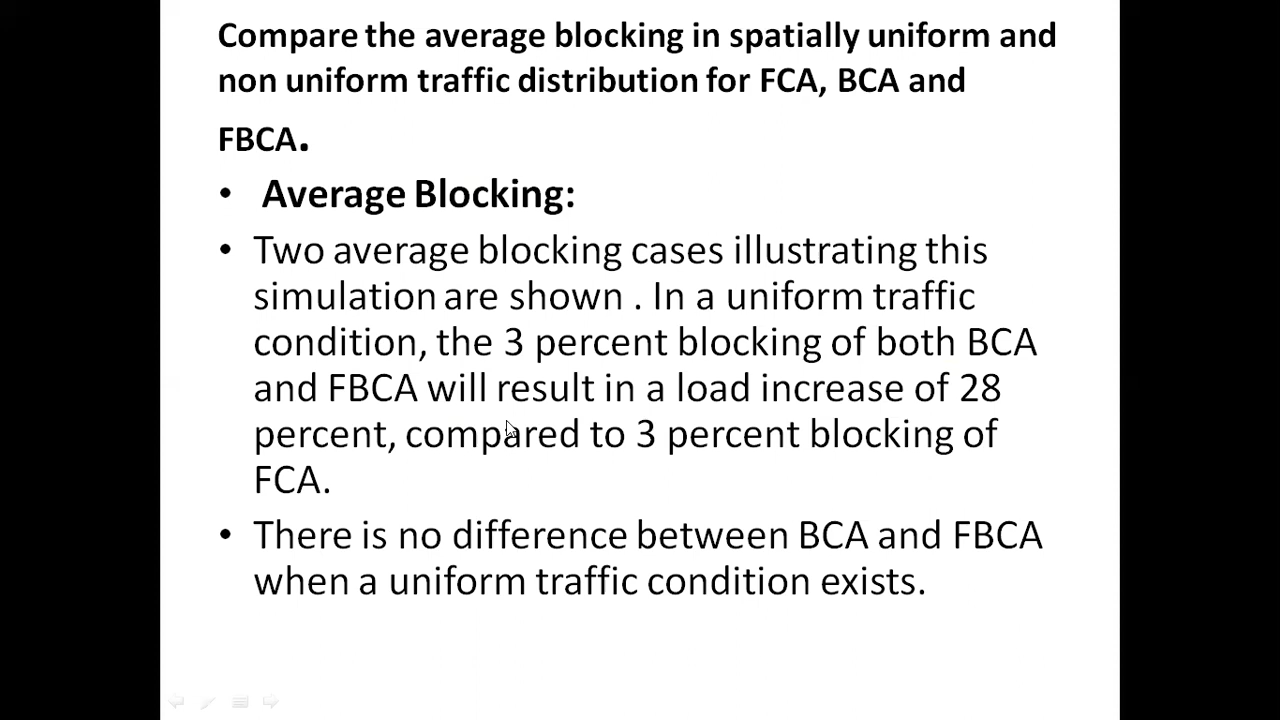 Compare the average blocking in spatially uniform and
non uniform traffic distribution for FCA, BCA and
FBCA.
• Average Blocking:
• Two average blocking cases illustrating this
simulation are shown . In a uniform traffic
condition, the 3 percent blocking of both BCA
and FBCA will result in a load increase of 28
percent, compared to 3 percent blocking of
FCA.
• There is no difference between BCA and FBCA
when a uniform traffic condition exists.